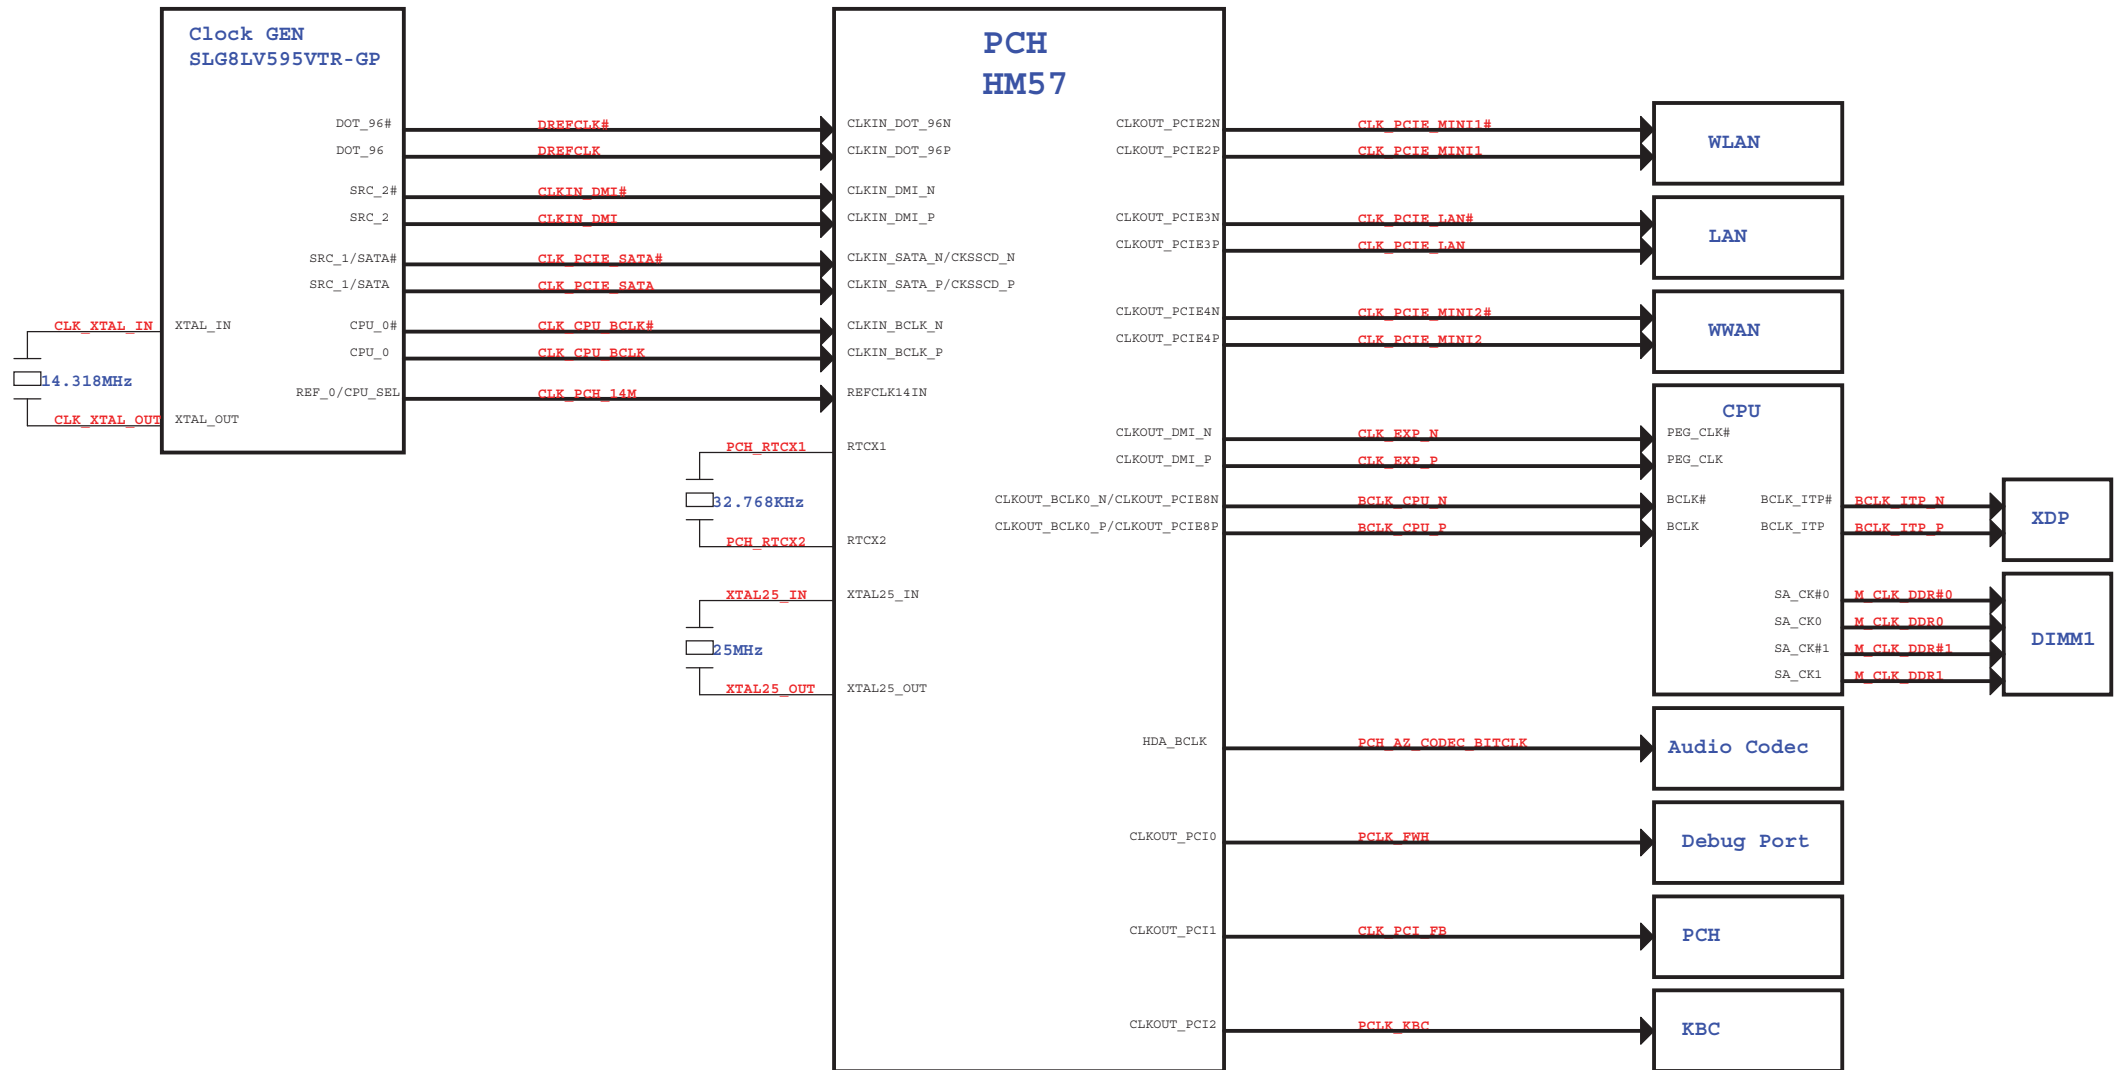 Clock GEN
SLG8LV595VTR-GP
DOT_96#
DOT_96
SRC_2#
SRC_2
SRC_1/SATA#
SRC_1/SATA
CPU_0#
CPU_0
REF_0/CPU_SEL
XTAL_IN
XTAL_OUT
CLK_XTAL_IN
14.318MHz
CLK_XTAL_OUT
DREFCLK#
DREFCLK
CLKIN_DMI#
CLKIN_DMI
CLK_PCIE_SATA#
CLK_PCIE_SATA
CLK_CPU_BCLK#
CLK_CPU_BCLK
CLK_PCH_14M
PCH_RTCX1
32.768KHz
PCH_RTCX2
XTAL25_IN
25MHz
XTAL25_OUT
PCH
HM57
CLKIN_DOT_96N
CLKIN_DOT_96P
CLKIN_DMI_N
CLKIN_DMI_P
CLKIN_SATA_N/CKSSCD_N
CLKIN_SATA_P/CKSSCD_P
CLKIN_BCLK_N
CLKIN_BCLK_P
REFCLK14IN
RTCX1
RTCX2
XTAL25_IN
XTAL25_OUT
CLKOUT_PCIE2N
CLKOUT_PCIE2P
CLKOUT_PCIE3N
CLKOUT_PCIE3P
CLKOUT_PCIE4N
CLKOUT_PCIE4P
CLKOUT_DMI_N
CLKOUT_DMI_P
CLKOUT_BCLK0_N/CLKOUT_PCIE8N
CLKOUT_BCLK0_P/CLKOUT_PCIE8P
HDA_BCLK
CLKOUT_PCI0
CLKOUT_PCI1
CLKOUT_PCI2
CLK_PCIE_MINI1#
CLK_PCIE_MINI1
CLK_PCIE_LAN#
CLK_PCIE_LAN
CLK_PCIE_MINI2#
CLK_PCIE_MINI2
CLK_EXP_N
CLK_EXP_P
BCLK_CPU_N
BCLK_CPU_P
PCH_AZ_CODEC_BITCLK
PCLK_FWH
CLK_PCI_FB
PCLK_KBC
WLAN
LAN
WWAN
CPU
PEG_CLK#
PEG_CLK
BCLK#
BCLK
BCLK_ITP#
BCLK_ITP
SA_CK#0
SA_CK0
SA_CK#1
SA_CK1
BCLK_ITP_N
BCLK_ITP_P
M_CLK_DDR#0
M_CLK_DDR0
M_CLK_DDR#1
M_CLK_DDR1
XDP
DIMM1
Audio Codec
Debug Port
PCH
KBC